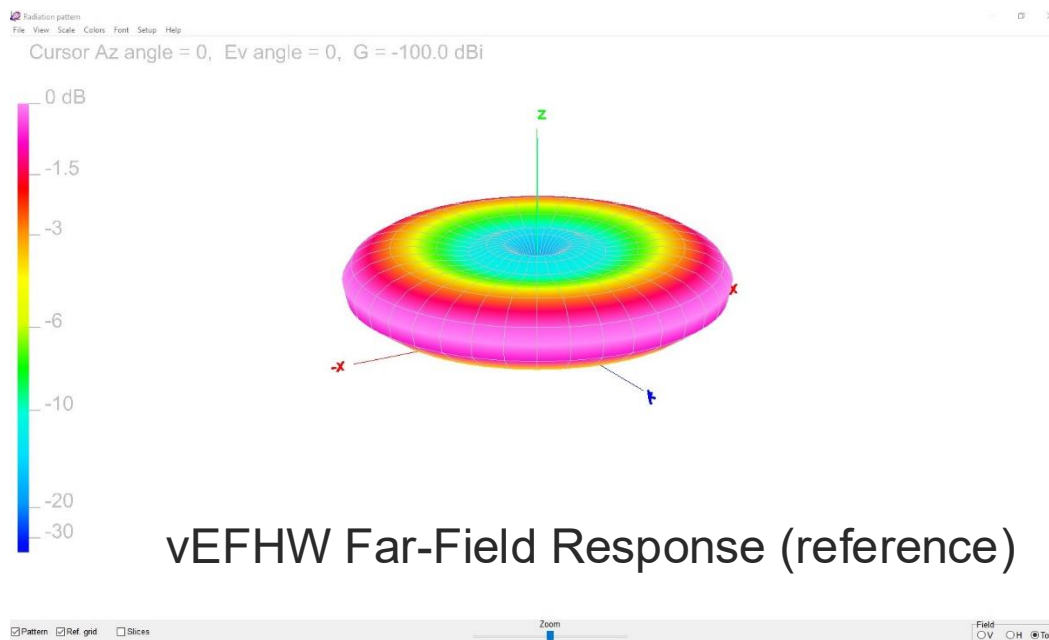 Radiation pattern
File View Scale Colors Font Setup Help
Cursor Az angle = 0, Ev angle = 0, G = -100.0 dBi
0 dB
-1.5
-3
-6
-10
-20
-30
Z
X
-X
vEFHW Far-Field Response (reference)
Pattern Ref. grid Slices
Zoom
Field
V H To